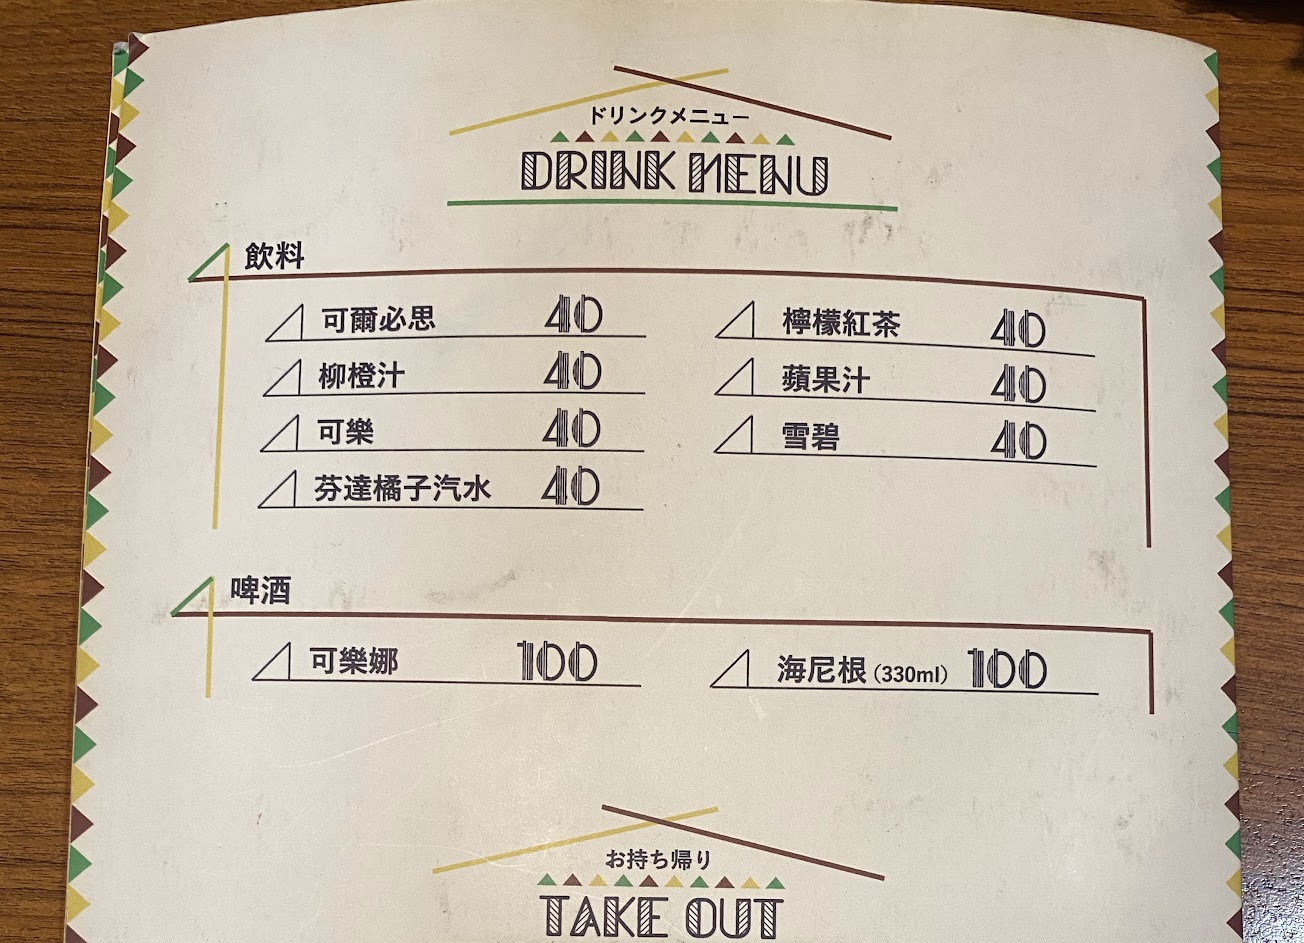 ドリンクメニュー
DRINK MENU
飲料
可爾必思 40
檸檬紅茶 40
柳橙汁 40
蘋果汁 40
可樂 40
雪碧 40
芬達橘子汽水 40
啤酒
可樂娜 100
海尼根(330ml) 100
お持ち帰り
TAKE OUT